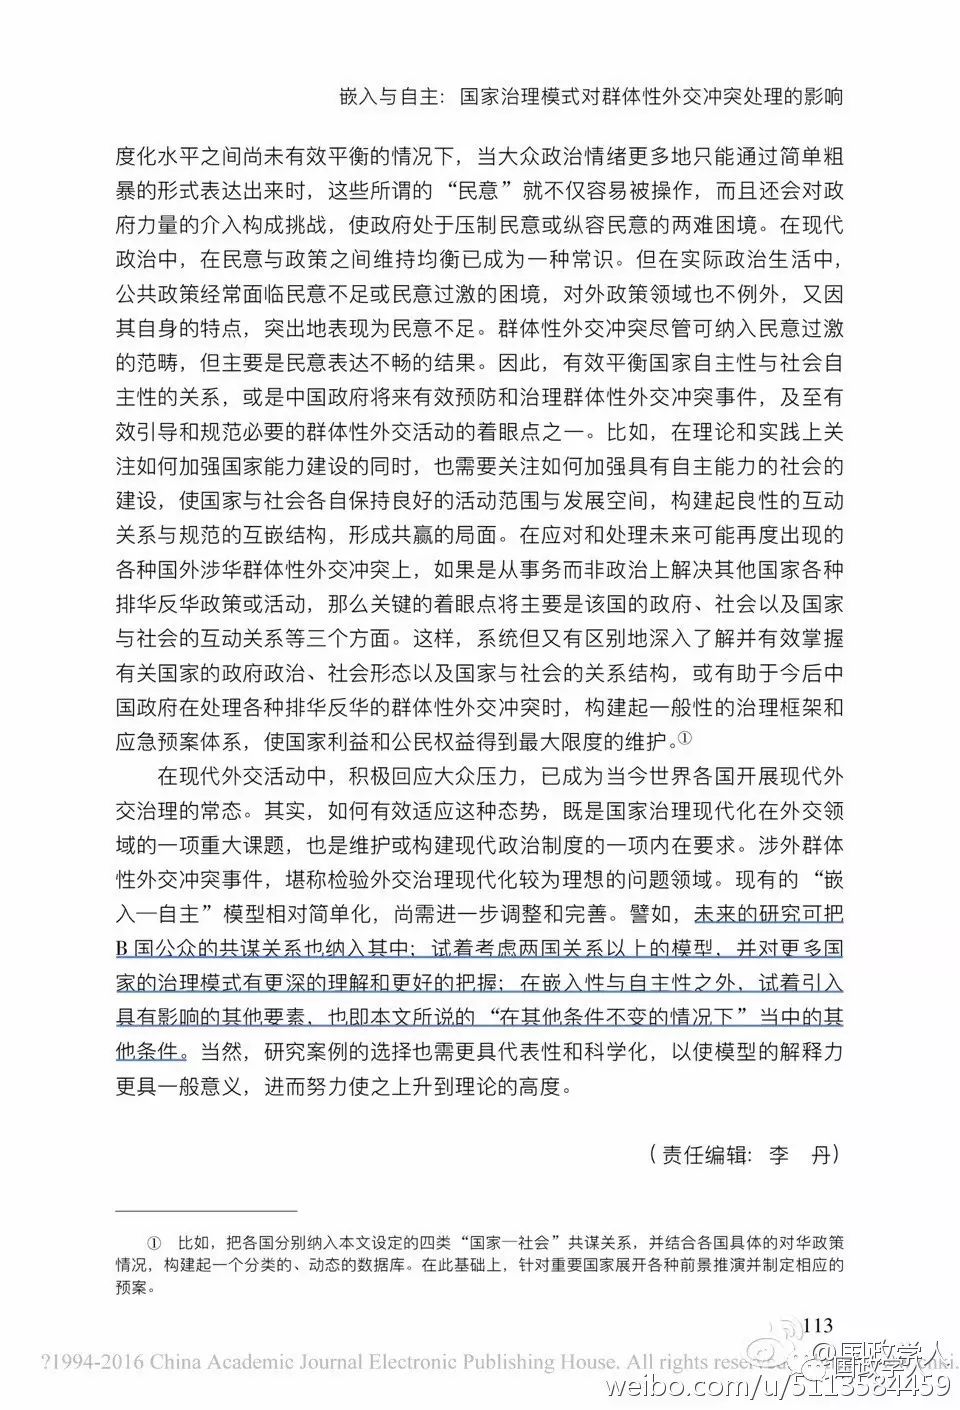 嵌入与自主：国家治理模式对群体性外交冲突处理的影响
度化水平之间尚未有效平衡的情况下，当大众政治情绪更多地只能通过简单粗
暴的形式表达出来时，这些所谓的“民意”就不仅容易被操作，而且还会对政
府力量的介入构成挑战，使政府处于压制民意或纵容民意的两难困境。在现代
政治中，在民意与政策之间维持均衡已成为一种常识。但在实际政治生活中，
公共政策经常面临民意不足或民意过激的困境，对外政策领域也不例外，又因
其自身的特点，突出地表现为民意不足。群体性外交冲突尽管可纳入民意过激
的范畴，但主要是民意表达不畅的结果。因此，有效平衡国家自主性与社会自
主性的关系，或是中国政府将来有效预防和治理群体性外交冲突事件，及至有
效引导和规范必要的群体性外交活动的着眼点之一。比如，在理论和实践上关
注如何加强国家能力建设的同时，也需要关注如何加强具有自主能力的社会的
建设，使国家与社会各自保持良好的活动范围与发展空间，构建起良性的互动
关系与规范的互嵌结构，形成共赢的局面。在应对和处理未来可能再度出现的
各种国外涉华群体性外交冲突上，如果是从事务而非政治上解决其他国家各种
排华反华政策或活动，那么关键的着眼点将主要是该国的政府、社会以及国家
与社会的互动关系等三个方面。这样，系统但又有区别地深入了解并有效掌握
有关国家的政府政治、社会形态以及国家与社会的关系结构，或有助于今后中
国政府在处理各种排华反华的群体性外交冲突时，构建起一般性的治理框架和
应急预案体系，使国家利益和公民权益得到最大限度的维护。①
在现代外交活动中，积极回应大众压力，已成为当今世界各国开展现代外
交治理的常态。其实，如何有效适应这种态势，既是国家治理现代化在外交领
域的一项重大课题，也是维护或构建现代政治制度的一项内在要求。涉外群体
性外交冲突事件，堪称检验外交治理现代化较为理想的问题领域。现有的“嵌
入—自主”模型相对简单化，尚需进一步调整和完善。譬如，未来的研究可把
B 国公众的共谋关系也纳入其中；试着考虑两国关系以上的模型，并对更多国
家的治理模式有更深的理解和更好的把握；在嵌入性与自主性之外，试着引入
具有影响的其他要素，也即本文所说的“在其他条件不变的情况下”当中的其
他条件。当然，研究案例的选择也需更具代表性和科学化，以使模型的解释力
更具一般意义，进而努力使之上升到理论的高度。
（责任编辑：李　丹）
①　比如，把各国分别纳入本文设定的四类“国家—社会”共谋关系，并结合各国具体的对华政策
情况，构建起一个分类的、动态的数据库。在此基础上，针对重要国家展开各种前景推演并制定相应的
预案。
113
?1994-2016 China Academic Journal Electronic Publishing House. All rights reserved.
@国政学人
国政学人
weibo.com/u/5113584459